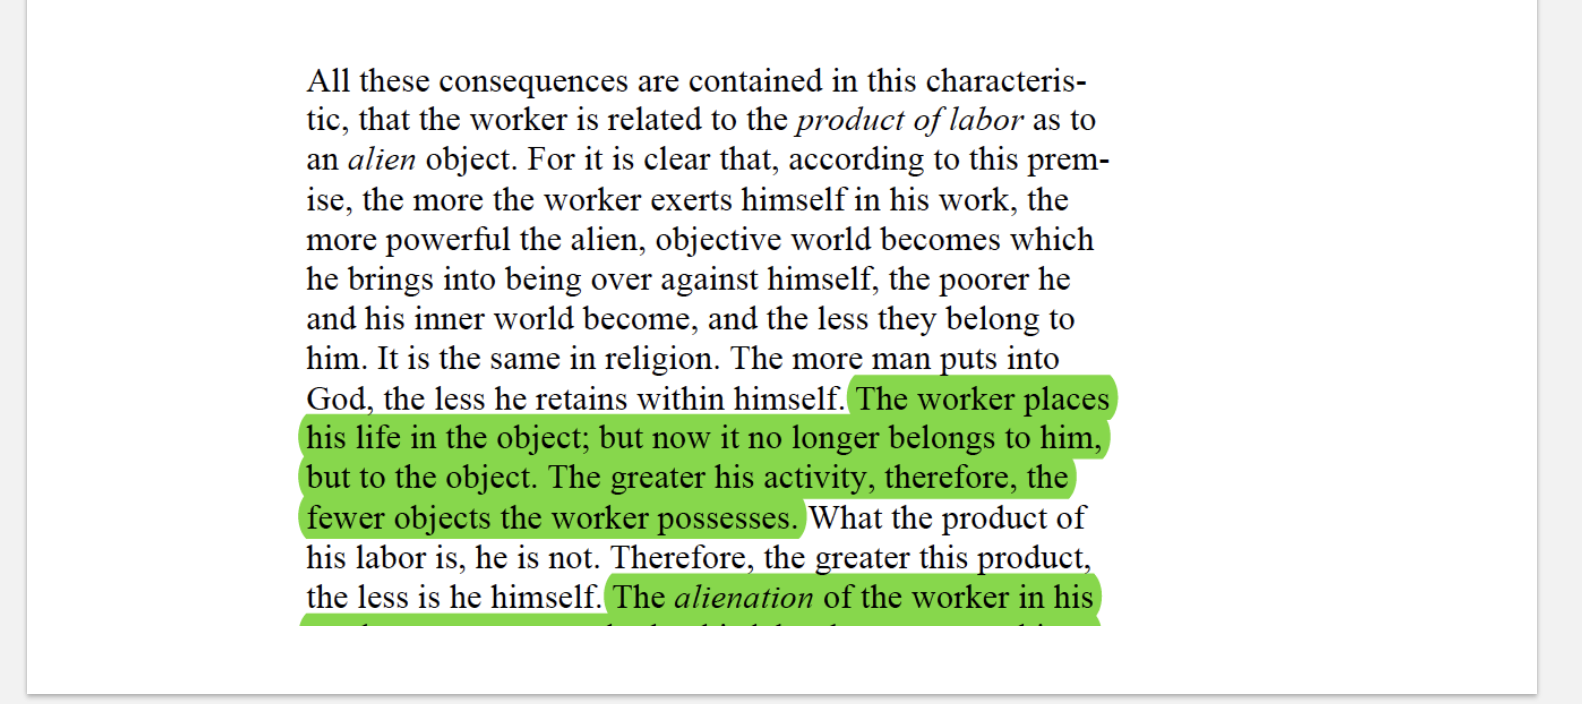 All these consequences are contained in this characteris-
tic, that the worker is related to the product of labor as to
an alien object. For it is clear that, according to this prem-
ise, the more the worker exerts himself in his work, the
more powerful the alien, objective world becomes which
he brings into being over against himself, the poorer he
and his inner world become, and the less they belong to
him. It is the same in religion. The more man puts into
God, the less he retains within himself. The worker places
his life in the object; but now it no longer belongs to him,
but to the object. The greater his activity, therefore, the
fewer objects the worker possesses. What the product of
his labor is, he is not. Therefore, the greater this product,
the less is he himself. The alienation of the worker in his